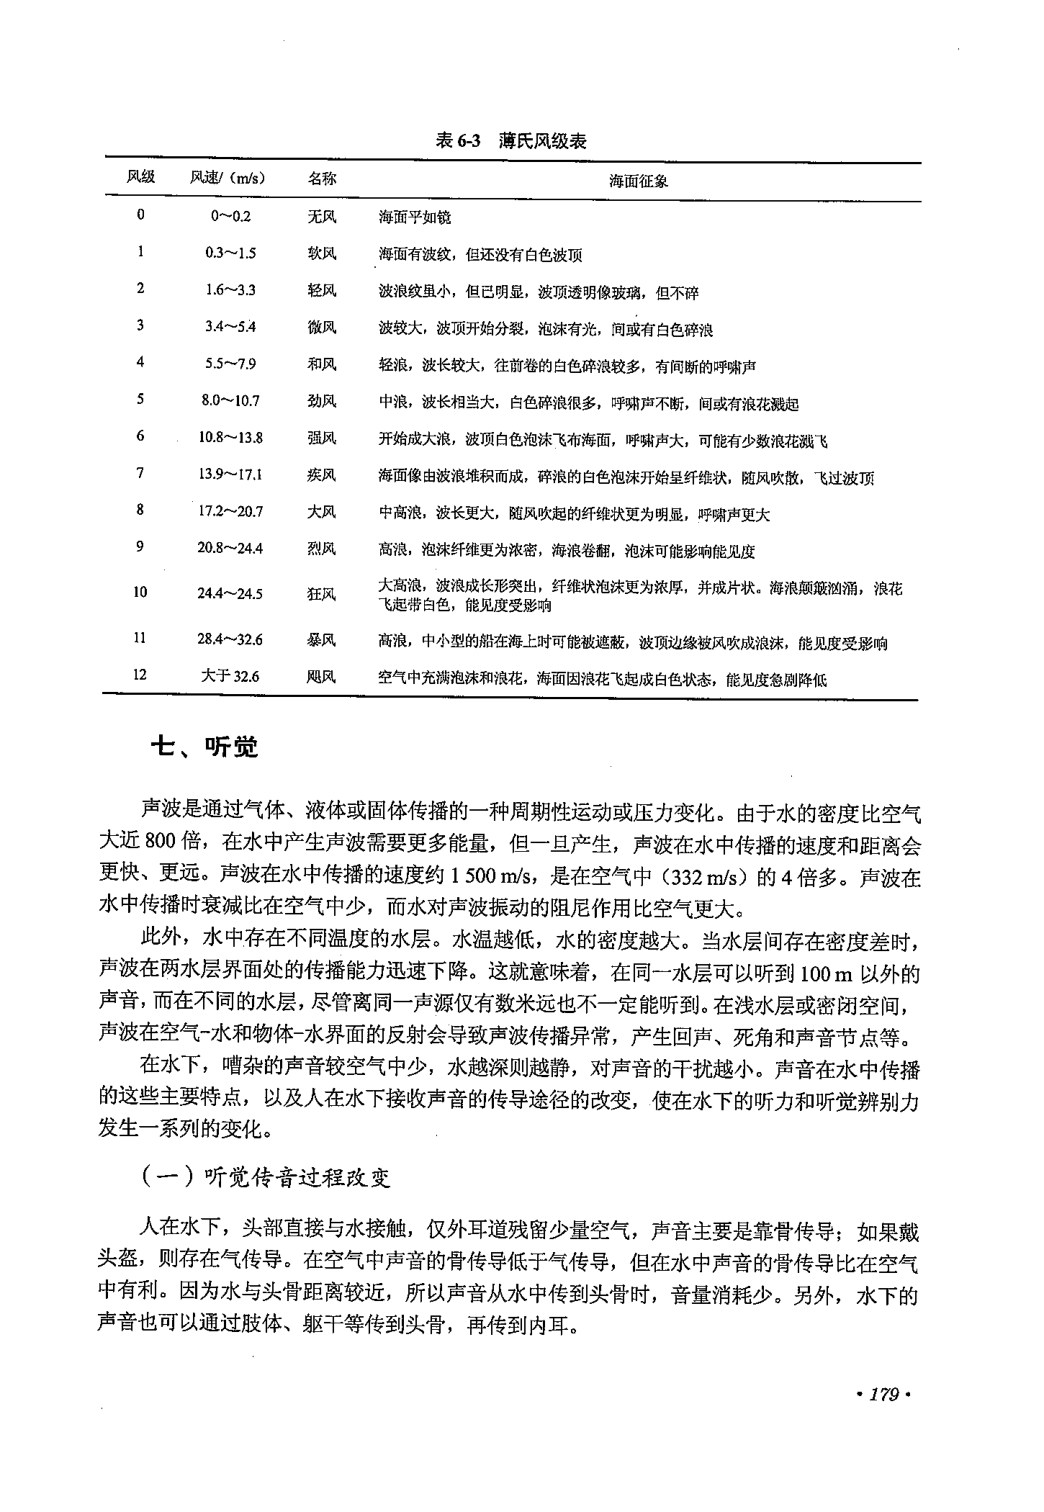 表 6-3　薄氏风级表
风级　风速/（m/s）　名称　海面征象
0　0～0.2　无风　海面平如镜
1　0.3～1.5　软风　海面有波纹，但还没有白色波顶
2　1.6～3.3　轻风　波浪纹虽小，但已明显，波顶透明像玻璃，但不碎
3　3.4～5.4　微风　波较大，波顶开始分裂，泡沫有光，间或有白色碎浪
4　5.5～7.9　和风　轻浪，波长较大，往前卷的白色碎浪较多，有间断的呼啸声
5　8.0～10.7　劲风　中浪，波长相当大，白色碎浪很多，呼啸声不断，间或有浪花溅起
6　10.8～13.8　强风　开始成大浪，波顶白色泡沫飞布海面，呼啸声大，可能有少数浪花溅飞
7　13.9～17.1　疾风　海面像由波浪堆积而成，碎浪的白色泡沫开始呈纤维状，随风吹散，飞过波顶
8　17.2～20.7　大风　中高浪，波长更大，随风吹起的纤维状更为明显，呼啸声更大
9　20.8～24.4　烈风　高浪，泡沫纤维更为浓密，海浪卷翻，泡沫可能影响能见度
10　24.4～24.5　狂风　大高浪，波浪成长形突出，纤维状泡沫更为浓厚，并成片状。海浪颠簸汹涌，浪花
飞起带白色，能见度受影响
11　28.4～32.6　暴风　高浪，中小型的船在海上时可能被遮蔽，波顶边缘被风吹成浪沫，能见度受影响
12　大于 32.6　飓风　空气中充满泡沫和浪花，海面因浪花飞起成白色状态，能见度急剧降低
七、听觉
声波是通过气体、液体或固体传播的一种周期性运动或压力变化。由于水的密度比空气
大近 800 倍，在水中产生声波需要更多能量，但一旦产生，声波在水中传播的速度和距离会
更快、更远。声波在水中传播的速度约 1 500 m/s，是在空气中（332 m/s）的 4 倍多。声波在
水中传播时衰减比在空气中少，而水对声波振动的阻尼作用比空气更大。
此外，水中存在不同温度的水层。水温越低，水的密度越大。当水层间存在密度差时，
声波在两水层界面处的传播能力迅速下降。这就意味着，在同一水层可以听到 100 m 以外的
声音，而在不同的水层，尽管离同一声源仅有数米远也不一定能听到。在浅水层或密闭空间，
声波在空气-水和物体-水界面的反射会导致声波传播异常，产生回声、死角和声音节点等。
在水下，嘈杂的声音较空气中少，水越深则越静，对声音的干扰越小。声音在水中传播
的这些主要特点，以及人在水下接收声音的传导途径的改变，使在水下的听力和听觉辨别力
发生一系列的变化。
（一）听觉传音过程改变
人在水下，头部直接与水接触，仅外耳道残留少量空气，声音主要是靠骨传导；如果戴
头盔，则存在气传导。在空气中声音的骨传导低于气传导，但在水中声音的骨传导比在空气
中有利。因为水与头骨距离较近，所以声音从水中传到头骨时，音量消耗少。另外，水下的
声音也可以通过肢体、躯干等传到头骨，再传到内耳。
·179·